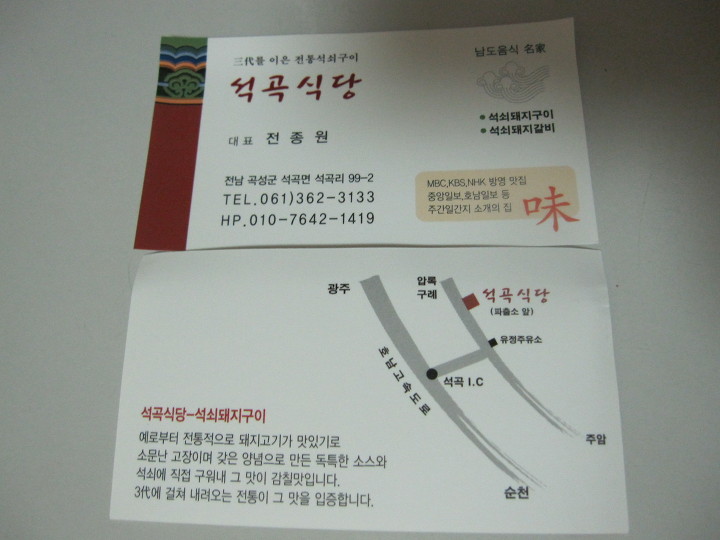 三代를 이은 전통석쇠구이
석곡식당
대표 전종원
전남 곡성군 석곡면 석곡리 99-2
TEL.061)362-3133
HP.010-7642-1419
남도음식 名家
• 석쇠돼지구이
• 석쇠돼지갈비
MBC,KBS,NHK 방영 맛집
중앙일보,호남일보 등
주간일간지 소개의 집
味
광주
압록
구례
석곡식당
(파출소 앞)
유정주유소
호남고속도로
석곡 I.C
주암
순천
석곡식당-석쇠돼지구이
예로부터 전통적으로 돼지고기가 맛있기로
소문난 고장이며 갖은 양념으로 만든 독특한 소스와
석쇠에 직접 구워내 그 맛이 감칠맛입니다.
3代에 걸쳐 내려오는 전통이 그 맛을 입증합니다.